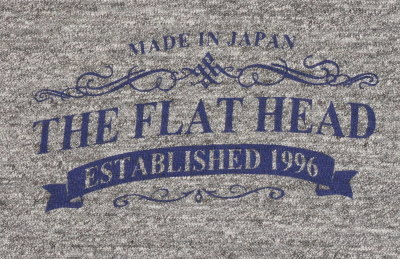 MADE IN JAPAN
THE FLAT HEAD
ESTABLISHED 1996